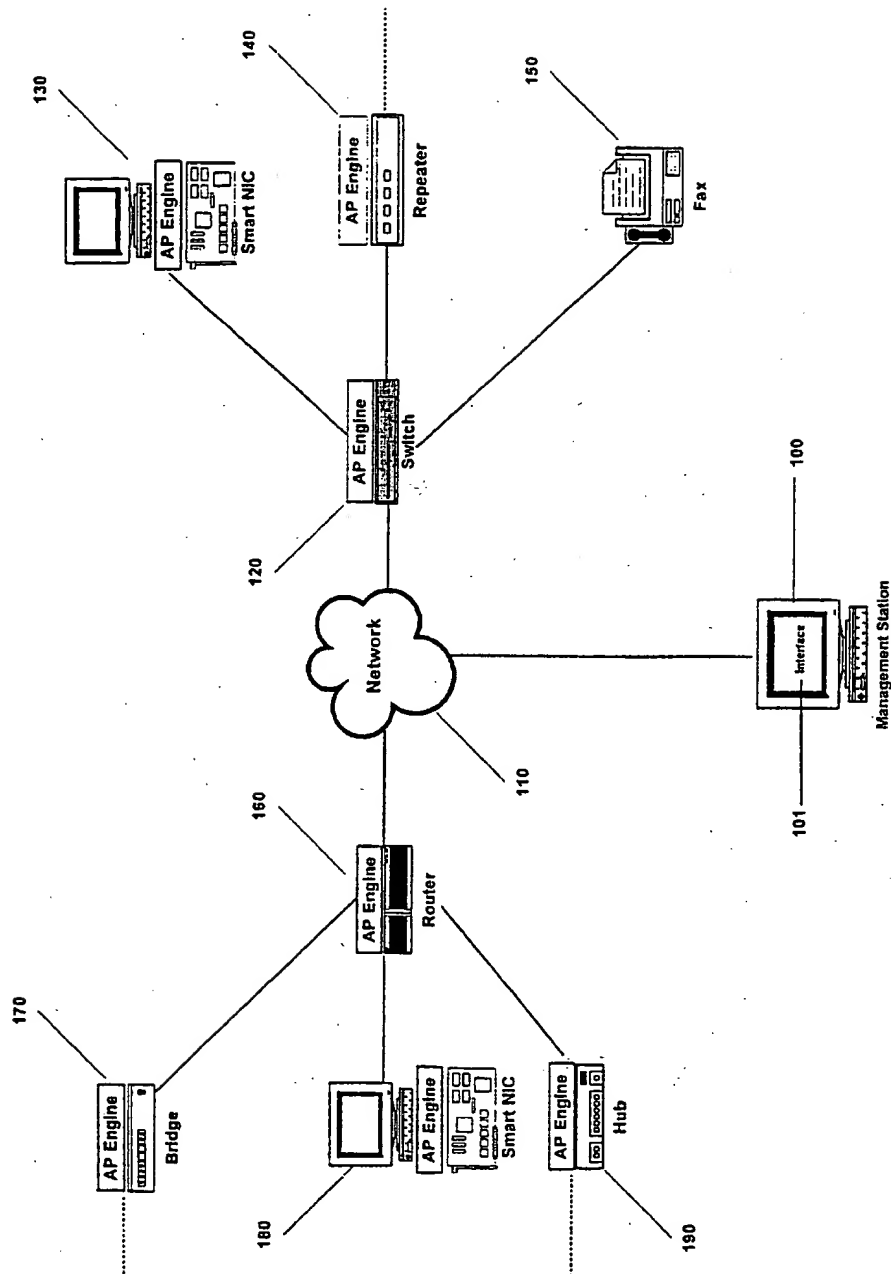 130
AP Engine
Smart NIC
140
AP Engine
Repeater
150
Fax
120
AP Engine
Switch
Network
110
100
Interface
101
Management Station
160
AP Engine
Router
170
AP Engine
Bridge
180
AP Engine
Smart NIC
AP Engine
Hub
190